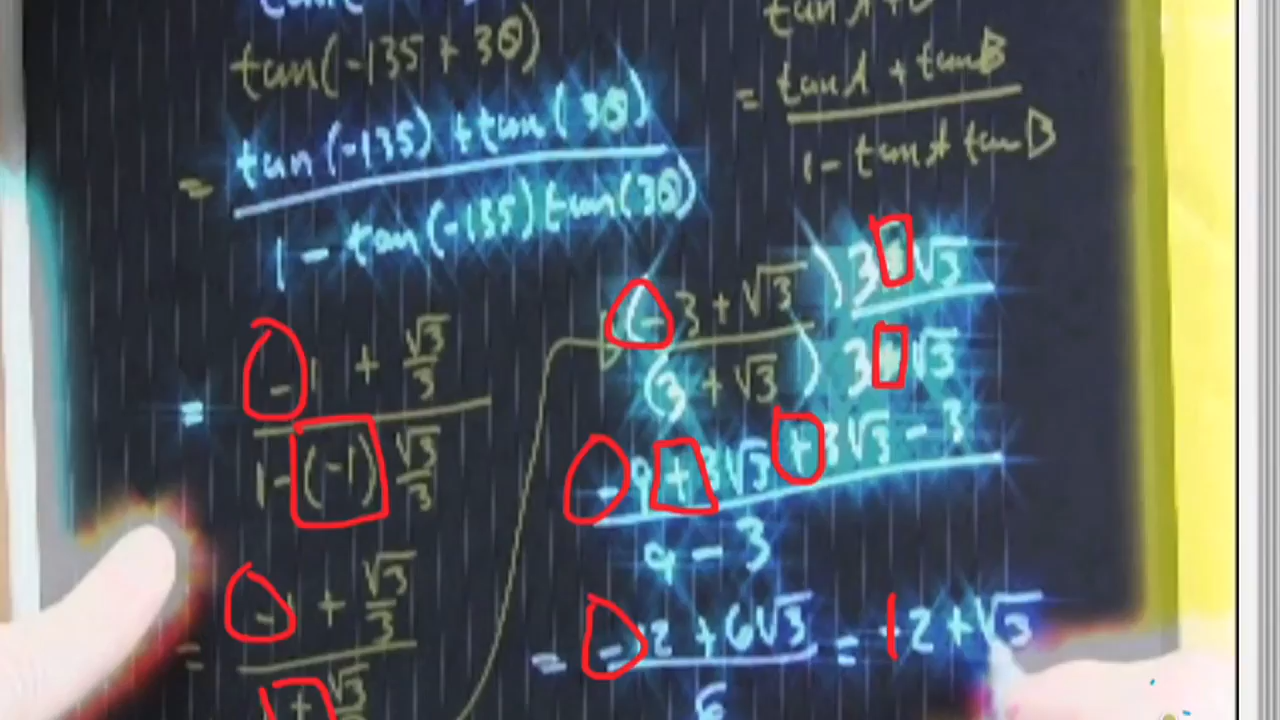 tan(-135 + 30)
= tan(-135) + tan(30)
1 - tan(-135) tan(30)
= -1 + √3/3
1 - (-1) √3/3
= -1 + √3/3
+ √3
tan A + B
= tan A + tan B
1 - tan A tan B
(-3 + √3) 3 - √3
(3 + √3) 3 - √3
-9 + 3√3 + 3√3 - 3
9 - 3
= -12 + 6√3
6
2 + √3